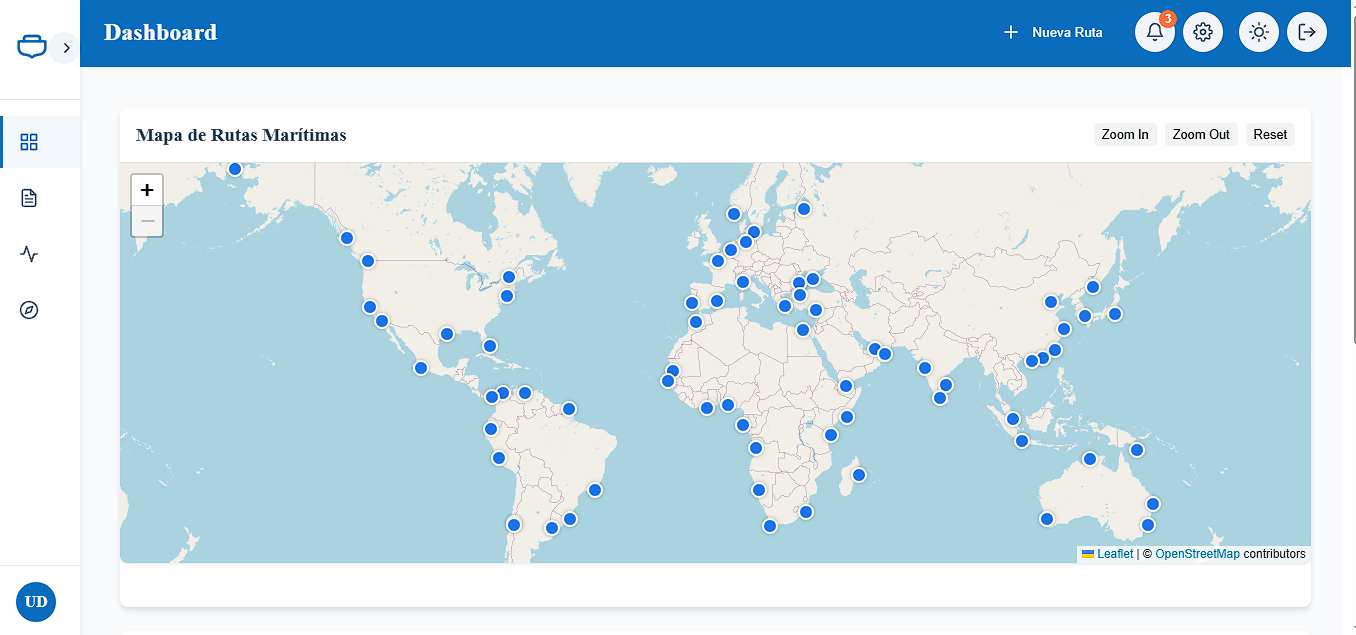 Dashboard
Nueva Ruta
3
Mapa de Rutas Marítimas
Zoom In
Zoom Out
Reset
+
−
Leaflet | © OpenStreetMap contributors
UD